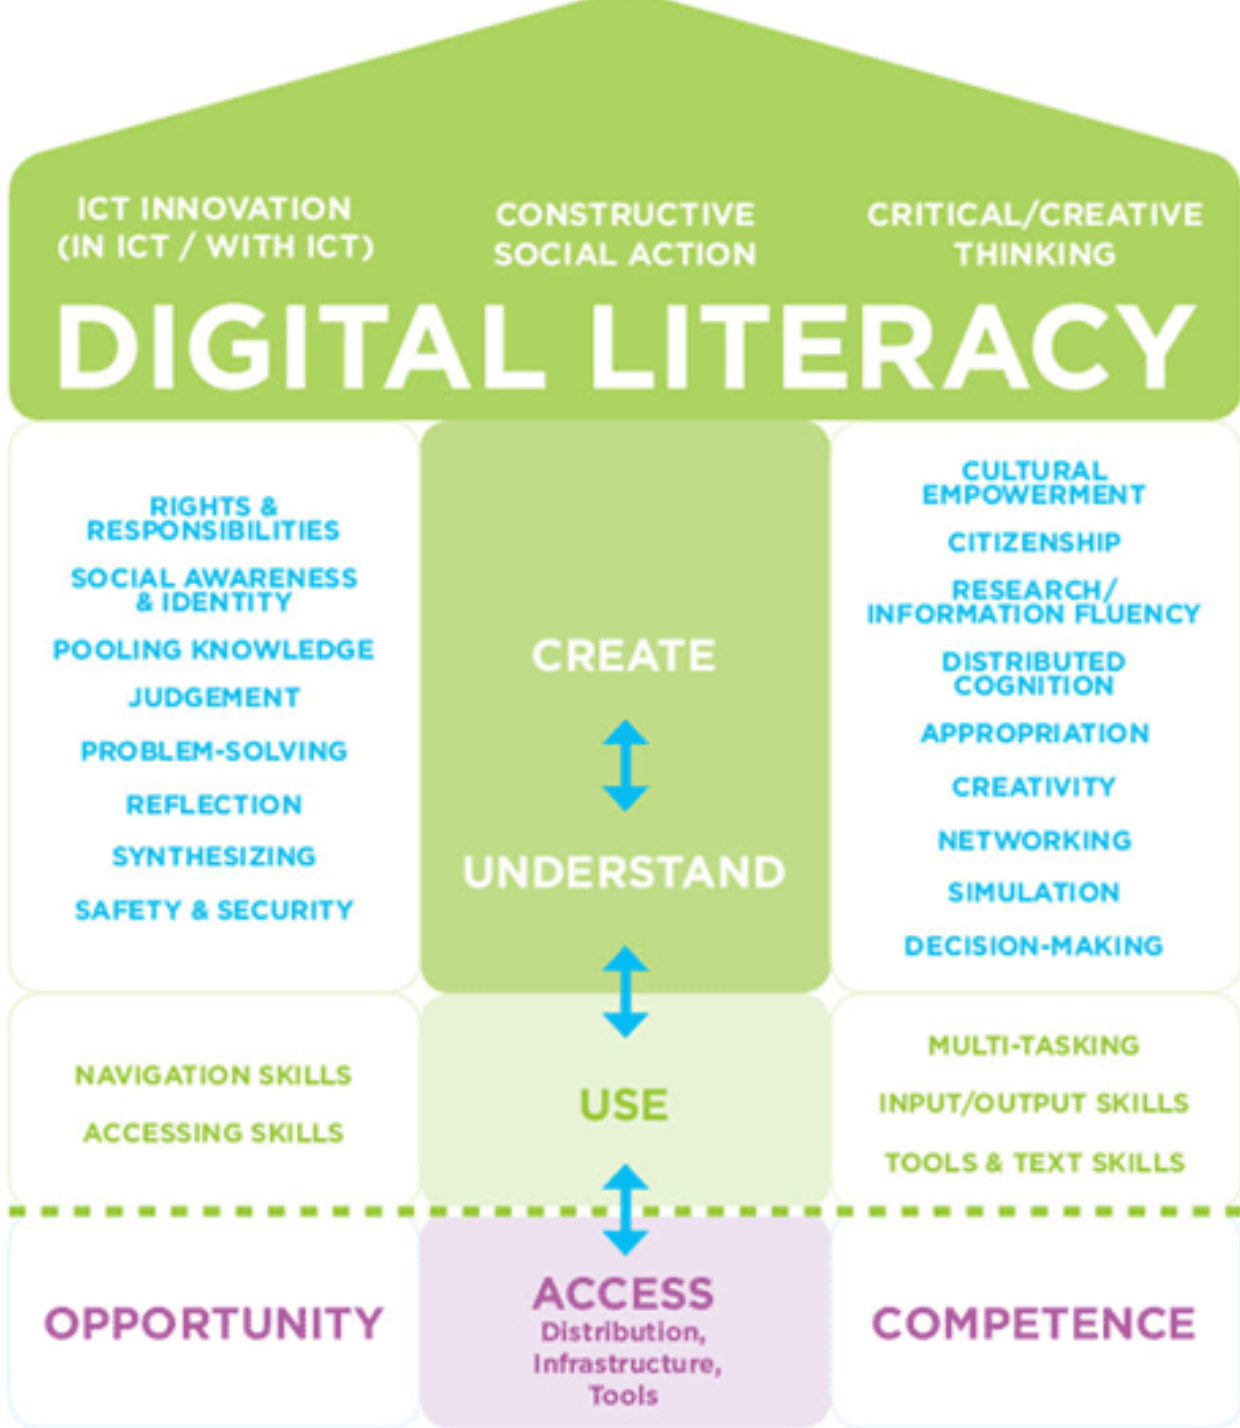 ICT INNOVATION
(IN ICT / WITH ICT)
CONSTRUCTIVE
SOCIAL ACTION
CRITICAL/CREATIVE
THINKING
DIGITAL LITERACY
RIGHTS &
RESPONSIBILITIES
SOCIAL AWARENESS
& IDENTITY
POOLING KNOWLEDGE
JUDGEMENT
PROBLEM-SOLVING
REFLECTION
SYNTHESIZING
SAFETY & SECURITY
CREATE
UNDERSTAND
CULTURAL
EMPOWERMENT
CITIZENSHIP
RESEARCH/
INFORMATION FLUENCY
DISTRIBUTED
COGNITION
APPROPRIATION
CREATIVITY
NETWORKING
SIMULATION
DECISION-MAKING
NAVIGATION SKILLS
ACCESSING SKILLS
USE
MULTI-TASKING
INPUT/OUTPUT SKILLS
TOOLS & TEXT SKILLS
OPPORTUNITY
ACCESS
Distribution,
Infrastructure,
Tools
COMPETENCE